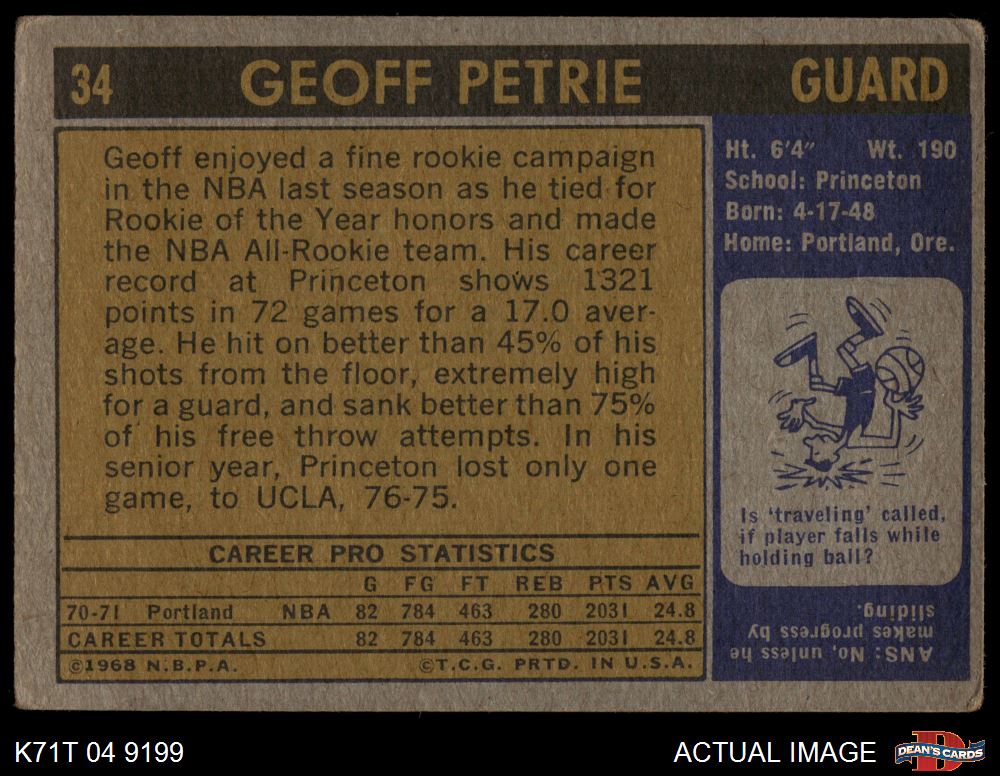 34 GEOFF PETRIE GUARD
Geoff enjoyed a fine rookie campaign
in the NBA last season as he tied for
Rookie of the Year honors and made
the NBA All-Rookie team. His career
record at Princeton shows 1321
points in 72 games for a 17.0 aver-
age. He hit on better than 45% of his
shots from the floor, extremely high
for a guard, and sank better than 75%
of his free throw attempts. In his
senior year, Princeton lost only one
game, to UCLA, 76-75.
CAREER PRO STATISTICS
G FG FT REB PTS AVG
70-71 Portland NBA 82 784 463 280 2031 24.8
CAREER TOTALS 82 784 463 280 2031 24.8
©1968 N.B.P.A. ©T.C.G. PRTD. IN U.S.A.
Ht. 6'4" Wt. 190
School: Princeton
Born: 4-17-48
Home: Portland, Ore.
Is 'traveling' called,
if player falls while
holding ball?
ANS: No, unless he
makes progress by
sliding.
K71T 04 9199 ACTUAL IMAGE D DEAN'S CARDS